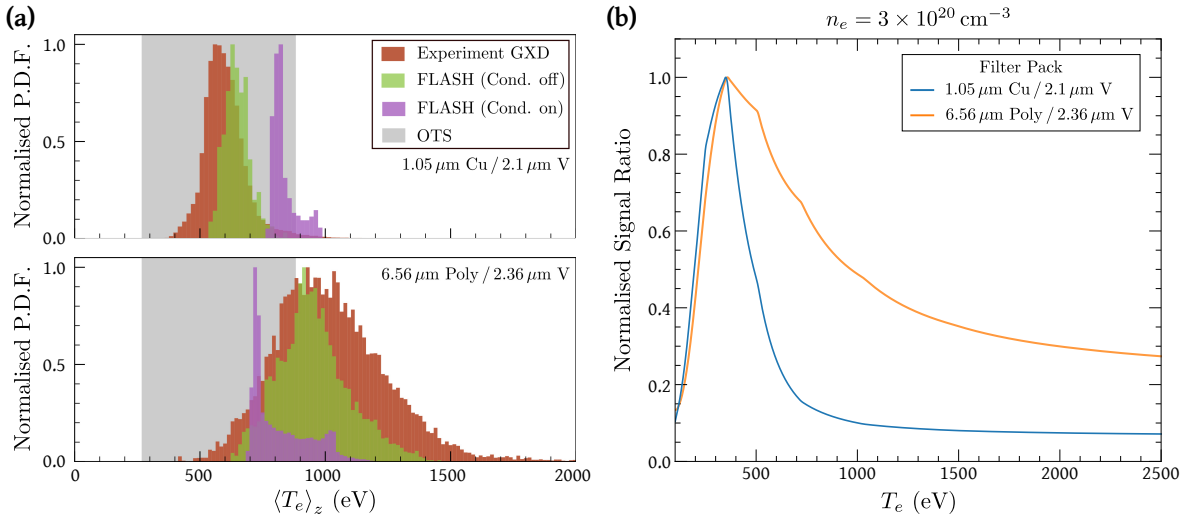 (a)
Normalised P.D.F.
1.0
0.5
0.0
Experiment GXD
FLASH (Cond. off)
FLASH (Cond. on)
OTS
1.05 μm Cu / 2.1 μm V
Normalised P.D.F.
1.0
0.5
0.0
6.56 μm Poly / 2.36 μm V
0 500 1000 1500 2000
⟨T_e⟩_z (eV)
(b)
n_e = 3 × 10^20 cm^−3
Normalised Signal Ratio
1.0
0.8
0.6
0.4
0.2
0.0
Filter Pack
1.05 μm Cu / 2.1 μm V
6.56 μm Poly / 2.36 μm V
500 1000 1500 2000 2500
T_e (eV)